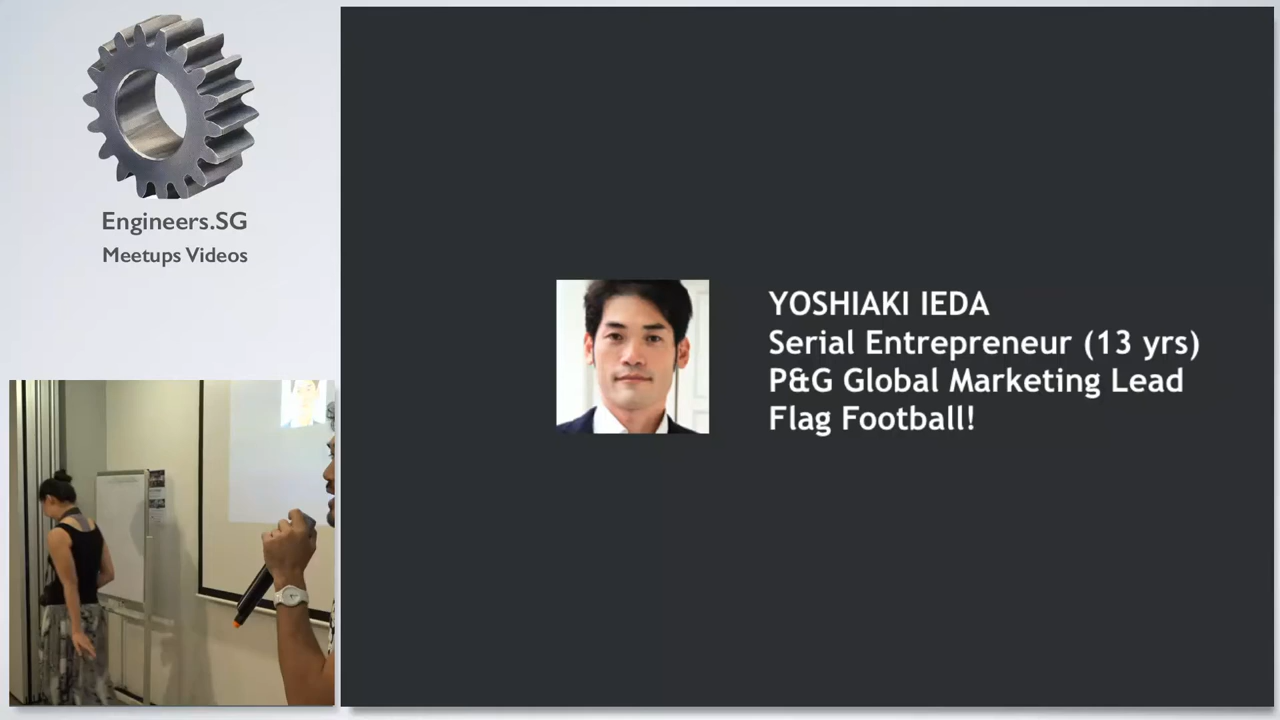 Engineers.SG
Meetups Videos
YOSHIAKI IEDA
Serial Entrepreneur (13 yrs)
P&G Global Marketing Lead
Flag Football!